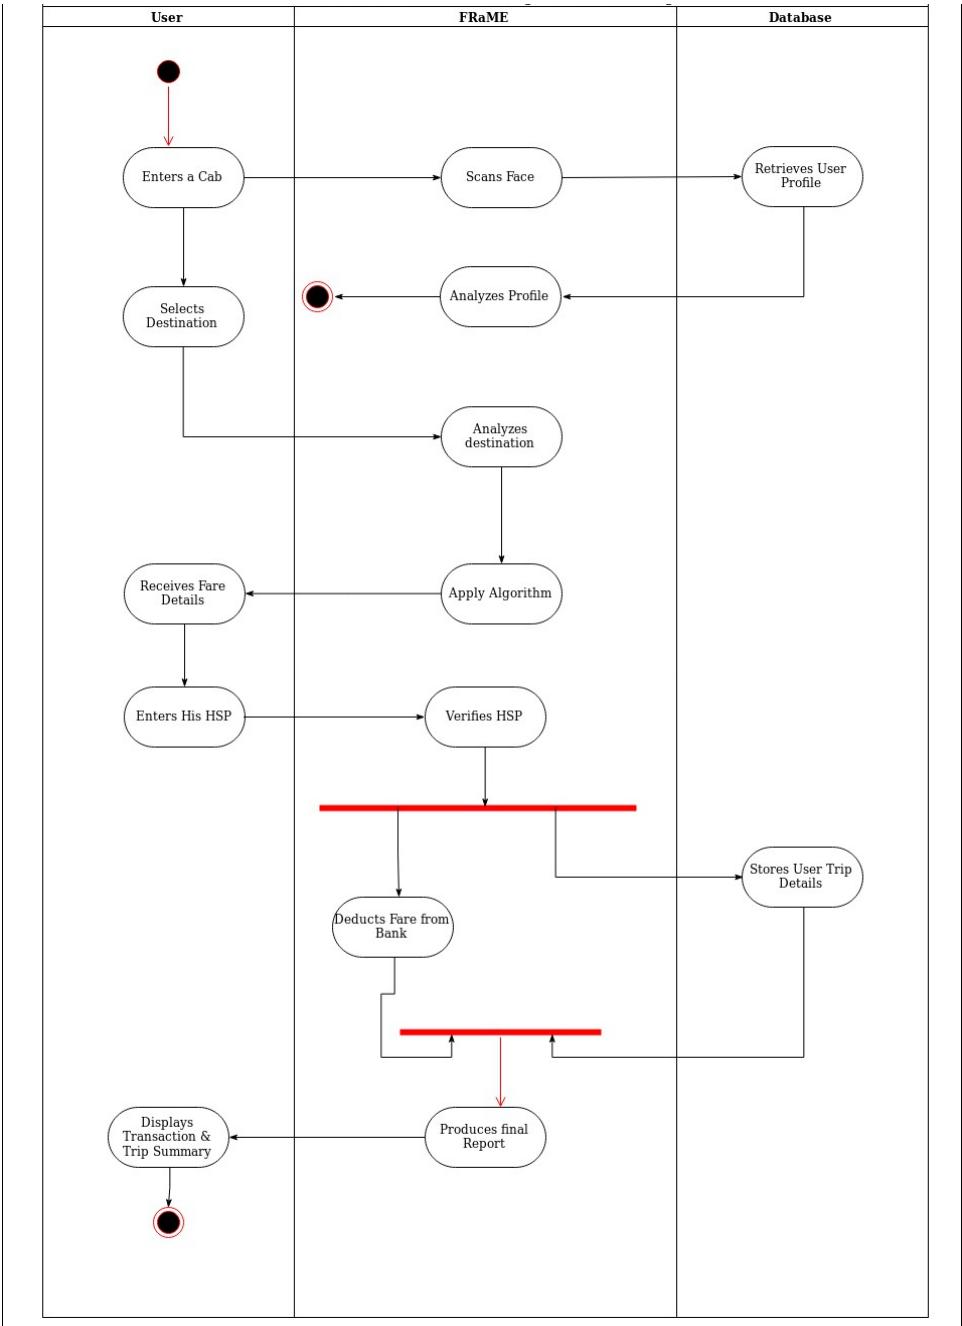 User
FRaME
Database
Enters a Cab
Scans Face
Retrieves User
Profile
Selects
Destination
Analyzes Profile
Analyzes
destination
Receives Fare
Details
Apply Algorithm
Enters His HSP
Verifies HSP
Stores User Trip
Details
Deducts Fare from
Bank
Displays
Transaction &
Trip Summary
Produces final
Report